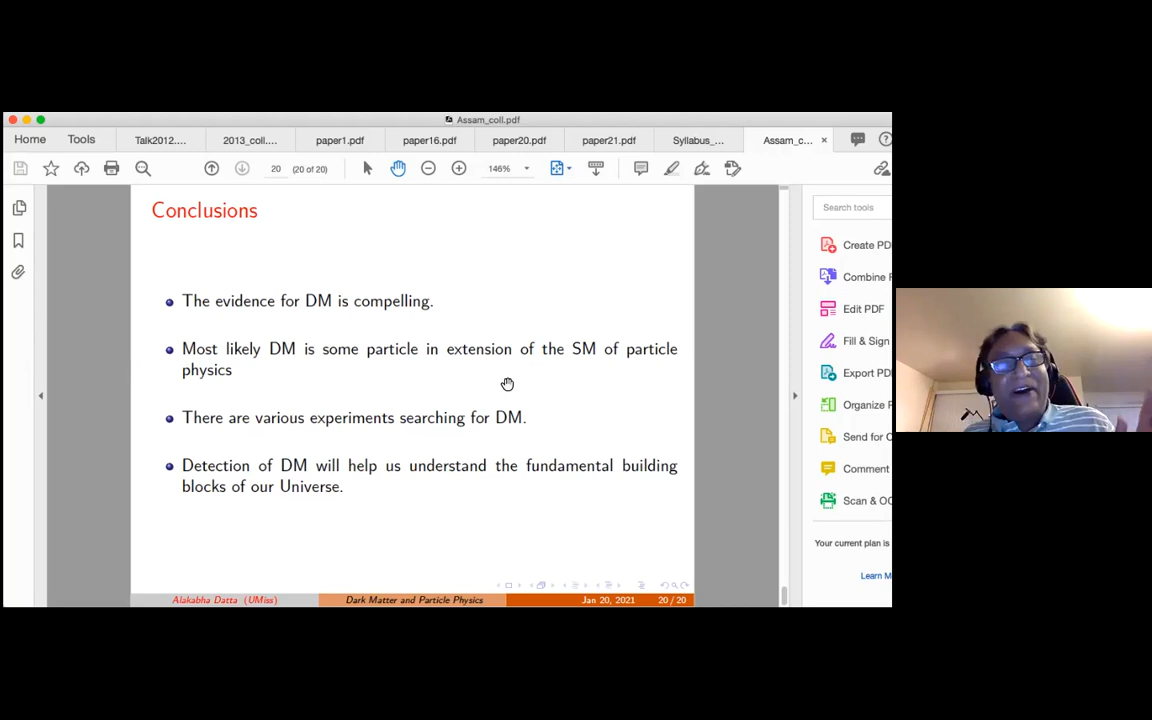 Assam_coll.pdf
Home Tools Talk2012.... 2013_coll.... paper1.pdf paper16.pdf paper20.pdf paper21.pdf Syllabus_... Assam_c... ×
20 (20 of 20) 146%
Conclusions
The evidence for DM is compelling.
Most likely DM is some particle in extension of the SM of particle
physics
There are various experiments searching for DM.
Detection of DM will help us understand the fundamental building
blocks of our Universe.
Alakabha Datta (UMiss) Dark Matter and Particle Physics Jan 20, 2021 20 / 20
Search tools
Create PD
Combine F
Edit PDF
Fill & Sign
Export PD
Organize P
Send for C
Comment
Scan & OC
Your current plan is
Learn M